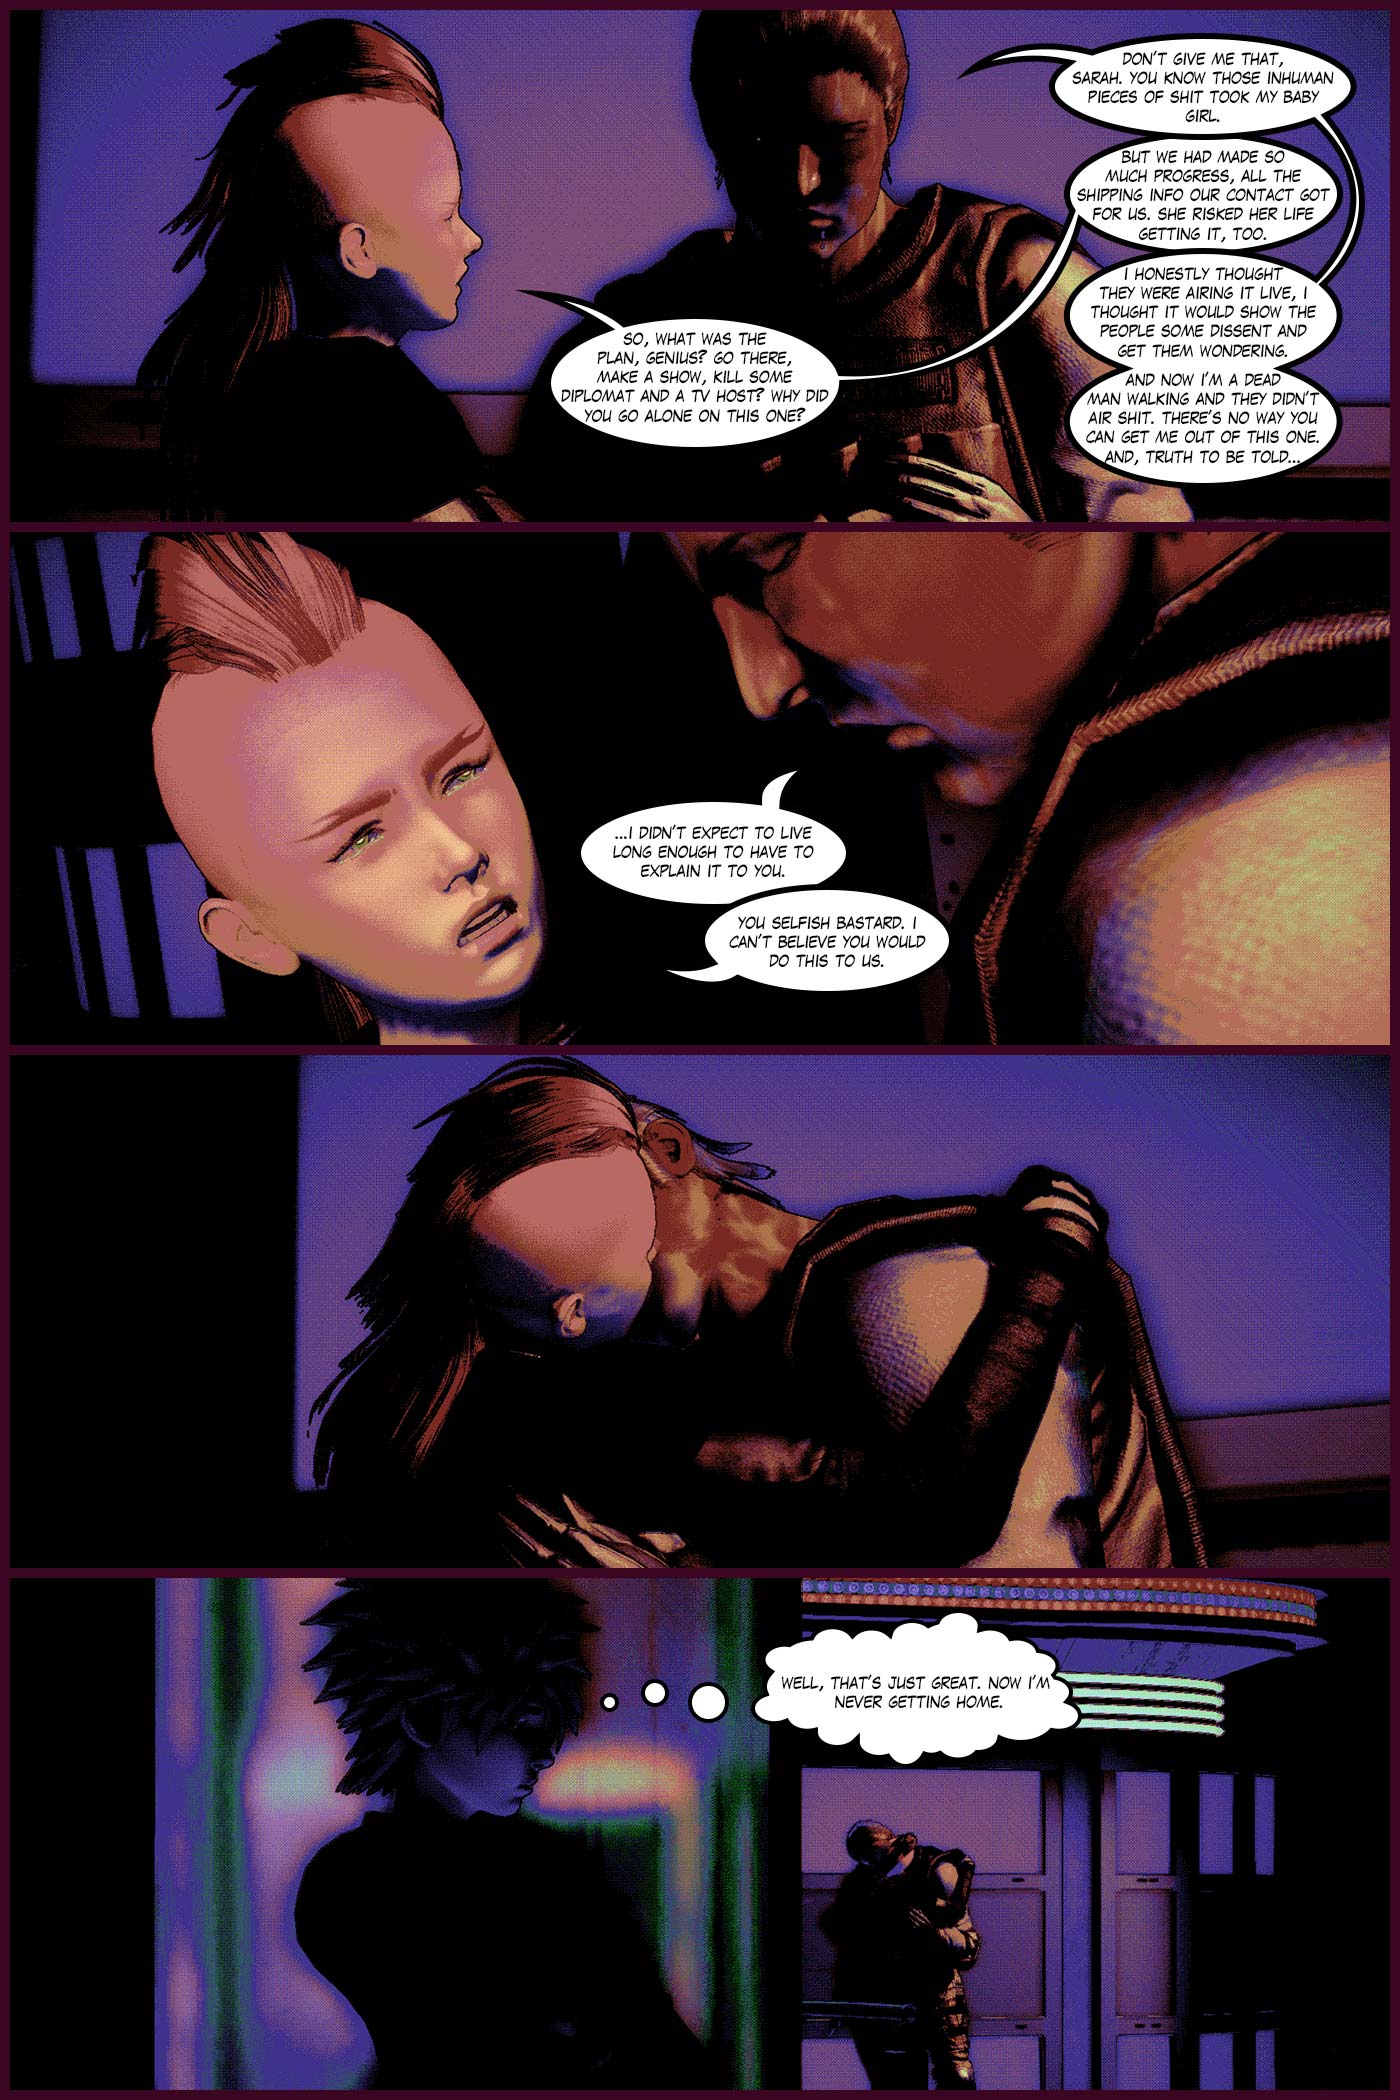 DON'T GIVE ME THAT,
SARAH. YOU KNOW THOSE INHUMAN
PIECES OF SHIT TOOK MY BABY
GIRL.
BUT WE HAD MADE SO
MUCH PROGRESS, ALL THE
SHIPPING INFO OUR CONTACT GOT
FOR US. SHE RISKED HER LIFE
GETTING IT, TOO.
SO, WHAT WAS THE
PLAN, GENIUS? GO THERE,
MAKE A SHOW, KILL SOME
DIPLOMAT AND A TV HOST? WHY DID
YOU GO ALONE ON THIS ONE?
I HONESTLY THOUGHT
THEY WERE AIRING IT LIVE, I
THOUGHT IT WOULD SHOW THE
PEOPLE SOME DISSENT AND
GET THEM WONDERING.
AND NOW I'M A DEAD
MAN WALKING AND THEY DIDN'T
AIR SHIT. THERE'S NO WAY YOU
CAN GET ME OUT OF THIS ONE.
AND, TRUTH TO BE TOLD...
...I DIDN'T EXPECT TO LIVE
LONG ENOUGH TO HAVE TO
EXPLAIN IT TO YOU.
YOU SELFISH BASTARD. I
CAN'T BELIEVE YOU WOULD
DO THIS TO US.
WELL, THAT'S JUST GREAT. NOW I'M
NEVER GETTING HOME.